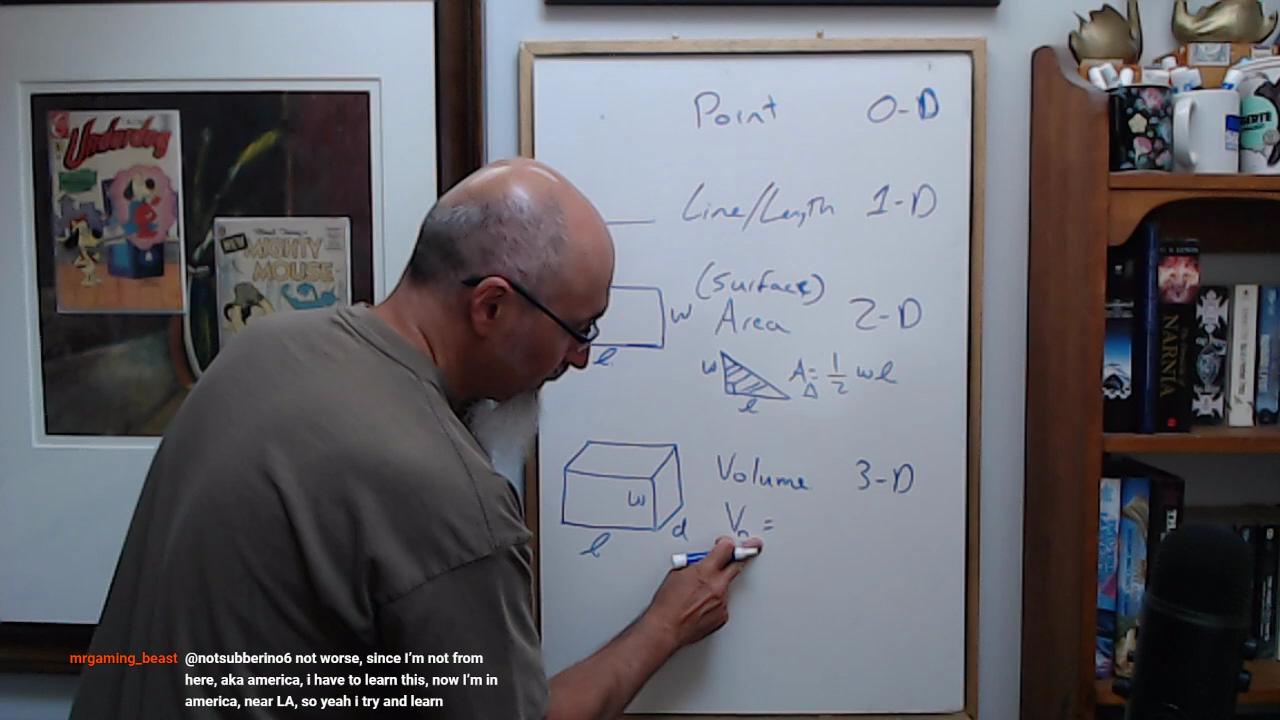 Point 0-D
Line/Length 1-D
(Surface)
Area 2-D
w
l
w
l
A△ = 1/2 wl
Volume 3-D
w
d
l
V =
Underdog
NEW
MIGHTY
MOUSE
NARNIA
mrgaming_beast @notsubberino6 not worse, since I’m not from
here, aka america, i have to learn this, now I’m in
america, near LA, so yeah i try and learn